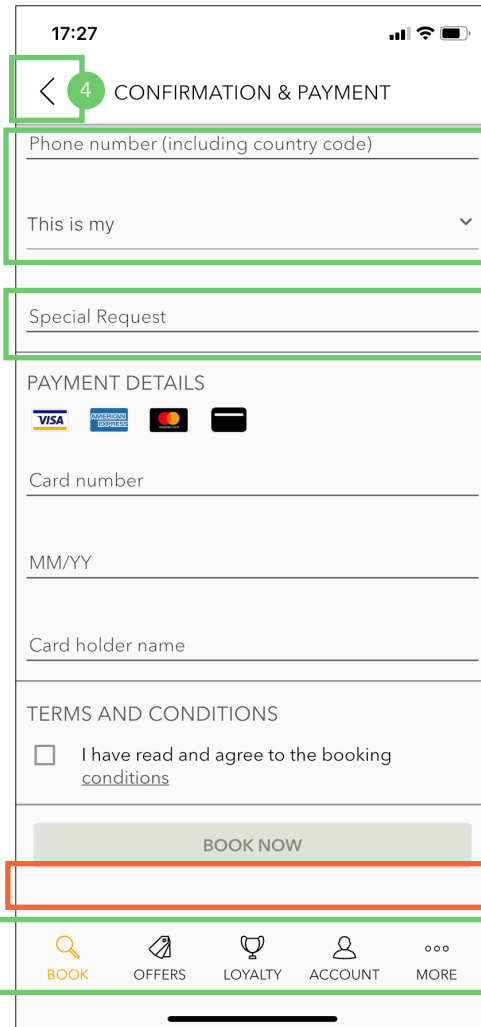 17:27
4
CONFIRMATION & PAYMENT
Phone number (including country code)
This is my
Special Request
PAYMENT DETAILS
VISA AMERICAN EXPRESS
Card number
MM/YY
Card holder name
TERMS AND CONDITIONS
I have read and agree to the booking
conditions
BOOK NOW
BOOK OFFERS LOYALTY ACCOUNT MORE